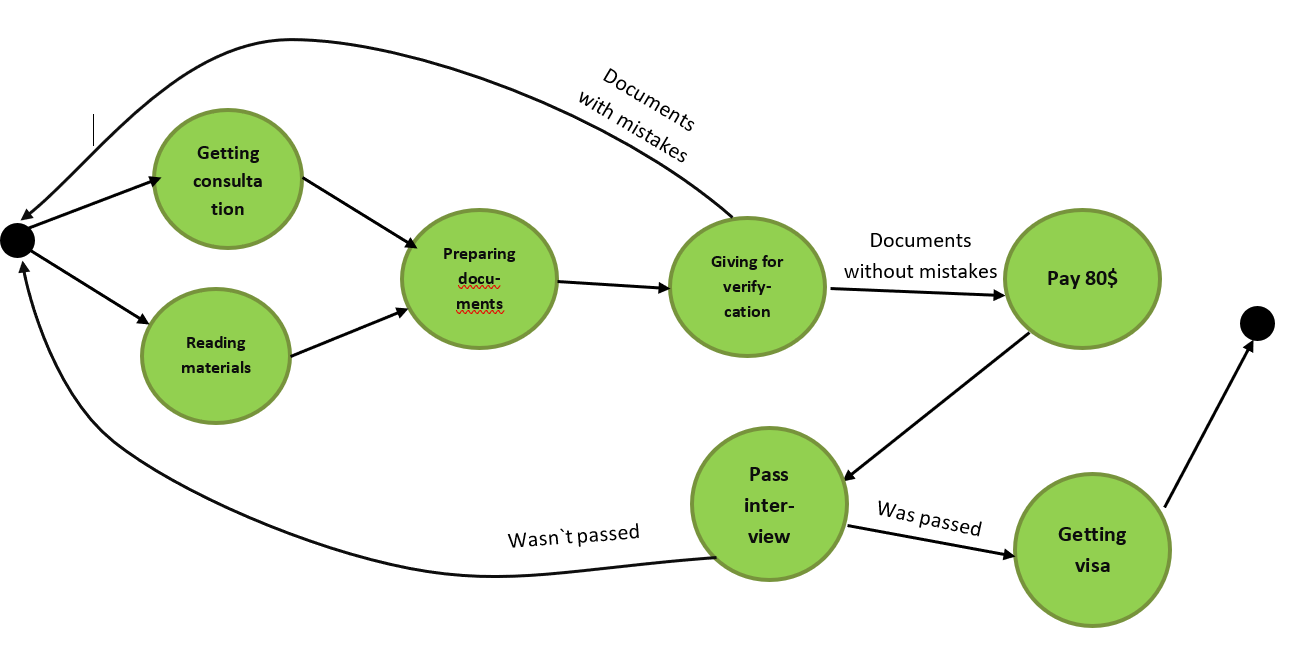 Documents
with mistakes
Getting
consulta
tion
Preparing
docu-
ments
Giving for
verify-
cation
Documents
without mistakes
Pay 80$
Reading
materials
Pass
inter-
view
Wasn`t passed
Was passed
Getting
visa